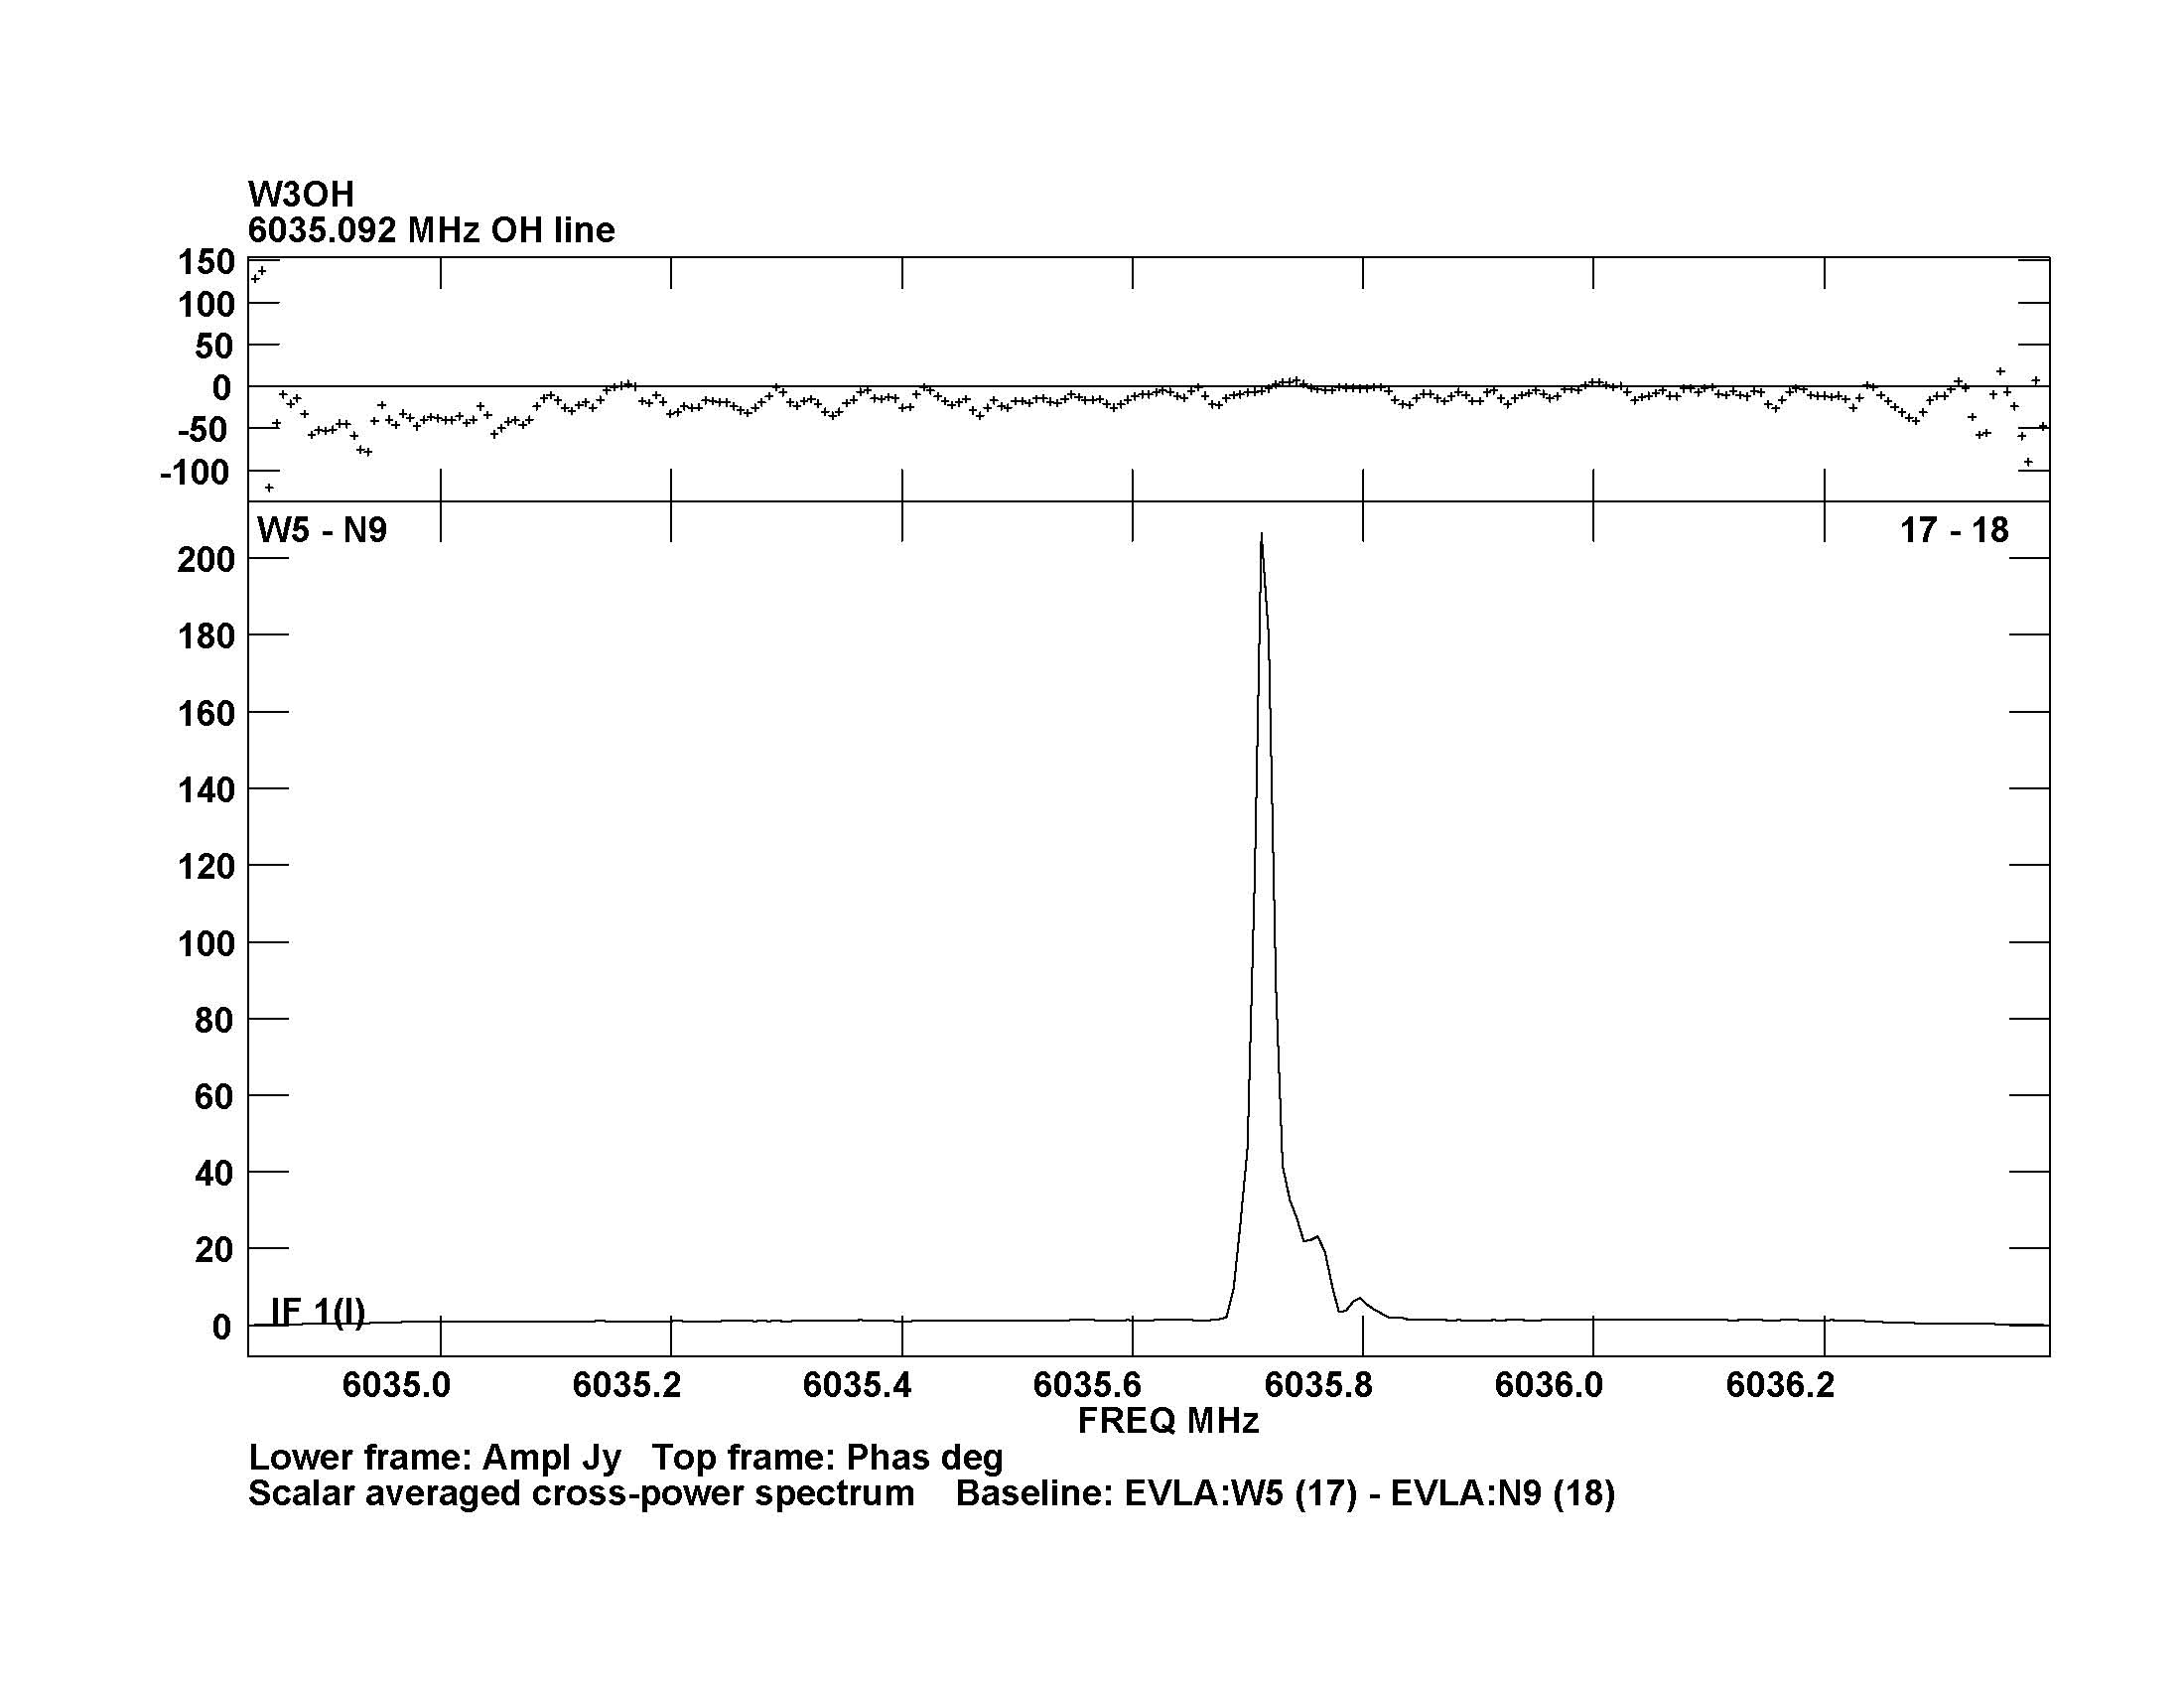 W3OH
6035.092 MHz OH line
150
100
50
0
-50
-100
W5 - N9 17 - 18
200
180
160
140
120
100
80
60
40
20
IF 1(I)
0
6035.0 6035.2 6035.4 6035.6 6035.8 6036.0 6036.2
FREQ MHz
Lower frame: Ampl Jy Top frame: Phas deg
Scalar averaged cross-power spectrum Baseline: EVLA:W5 (17) - EVLA:N9 (18)